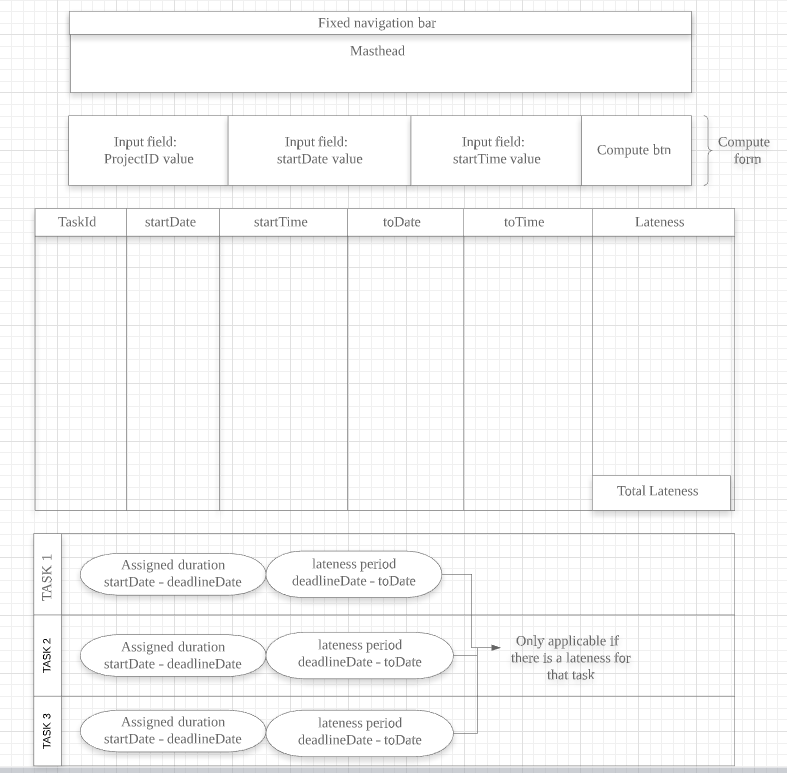 Fixed navigation bar
Masthead
Input field:
ProjectID value
Input field:
startDate value
Input field:
startTime value
Compute btn
Compute
form
TaskId
startDate
startTime
toDate
toTime
Lateness
Total Lateness
TASK 1
Assigned duration
startDate - deadlineDate
lateness period
deadlineDate - toDate
TASK 2
Assigned duration
startDate - deadlineDate
lateness period
deadlineDate - toDate
Only applicable if
there is a lateness for
that task
TASK 3
Assigned duration
startDate - deadlineDate
lateness period
deadlineDate - toDate